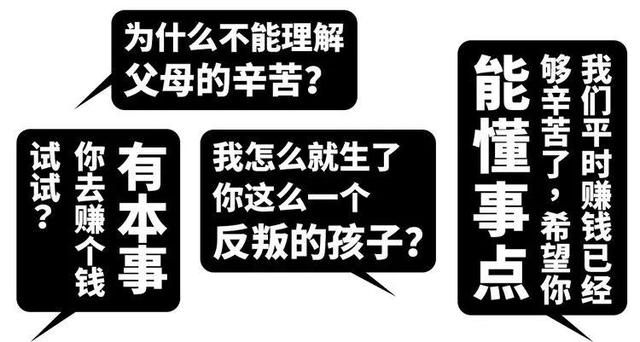 为什么不能理解
父母的辛苦？
有本事
你去赚个钱
试试？
我怎么就生了
你这么一个
反叛的孩子？
我们平时赚钱已经
够辛苦了，希望你
能懂事点